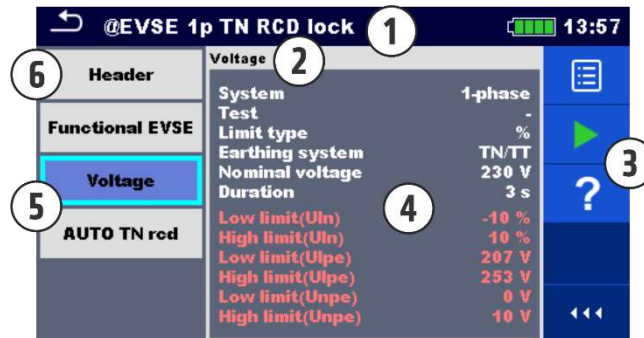 @EVSE 1p TN RCD lock 13:57
1
6
Header
Functional EVSE
Voltage
5
AUTO TN rcd
Voltage
2
System 1-phase
Test -
Limit type %
Earthing system TN/TT
Nominal voltage 230 V
Duration 3 s
Low limit(Uln) -10 %
High limit(Uln) 10 %
Low limit(Ulpe) 207 V
High limit(Ulpe) 253 V
Low limit(Unpe) 0 V
High limit(Unpe) 10 V
4
3
?